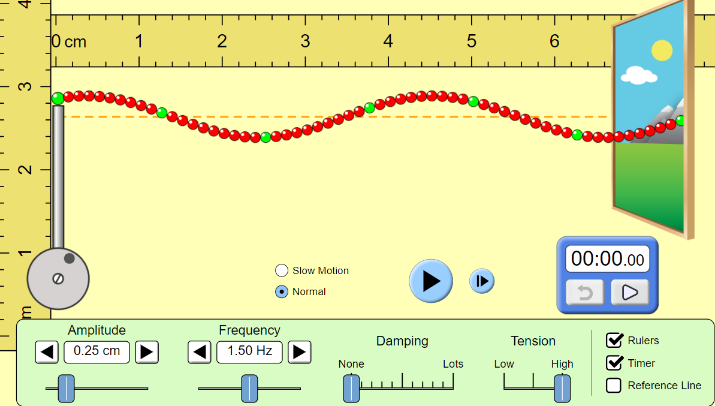 0 cm 1 2 3 4 5 6
4
3
2
1
m
Slow Motion
Normal
00:00.00
Amplitude
0.25 cm
Frequency
1.50 Hz
Damping
None Lots
Tension
Low High
Rulers
Timer
Reference Line